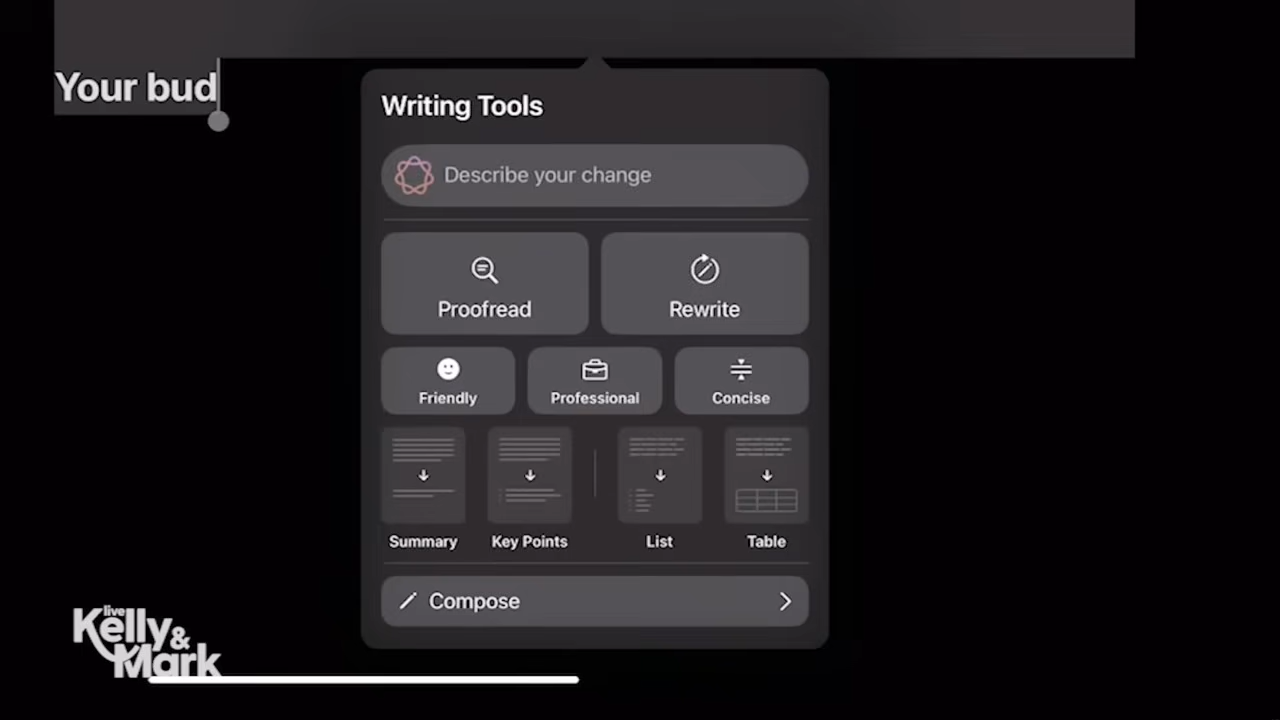 Your bud
Writing Tools
Describe your change
Proofread
Rewrite
Friendly
Professional
Concise
Summary
Key Points
List
Table
Compose
live
Kelly&
Mark